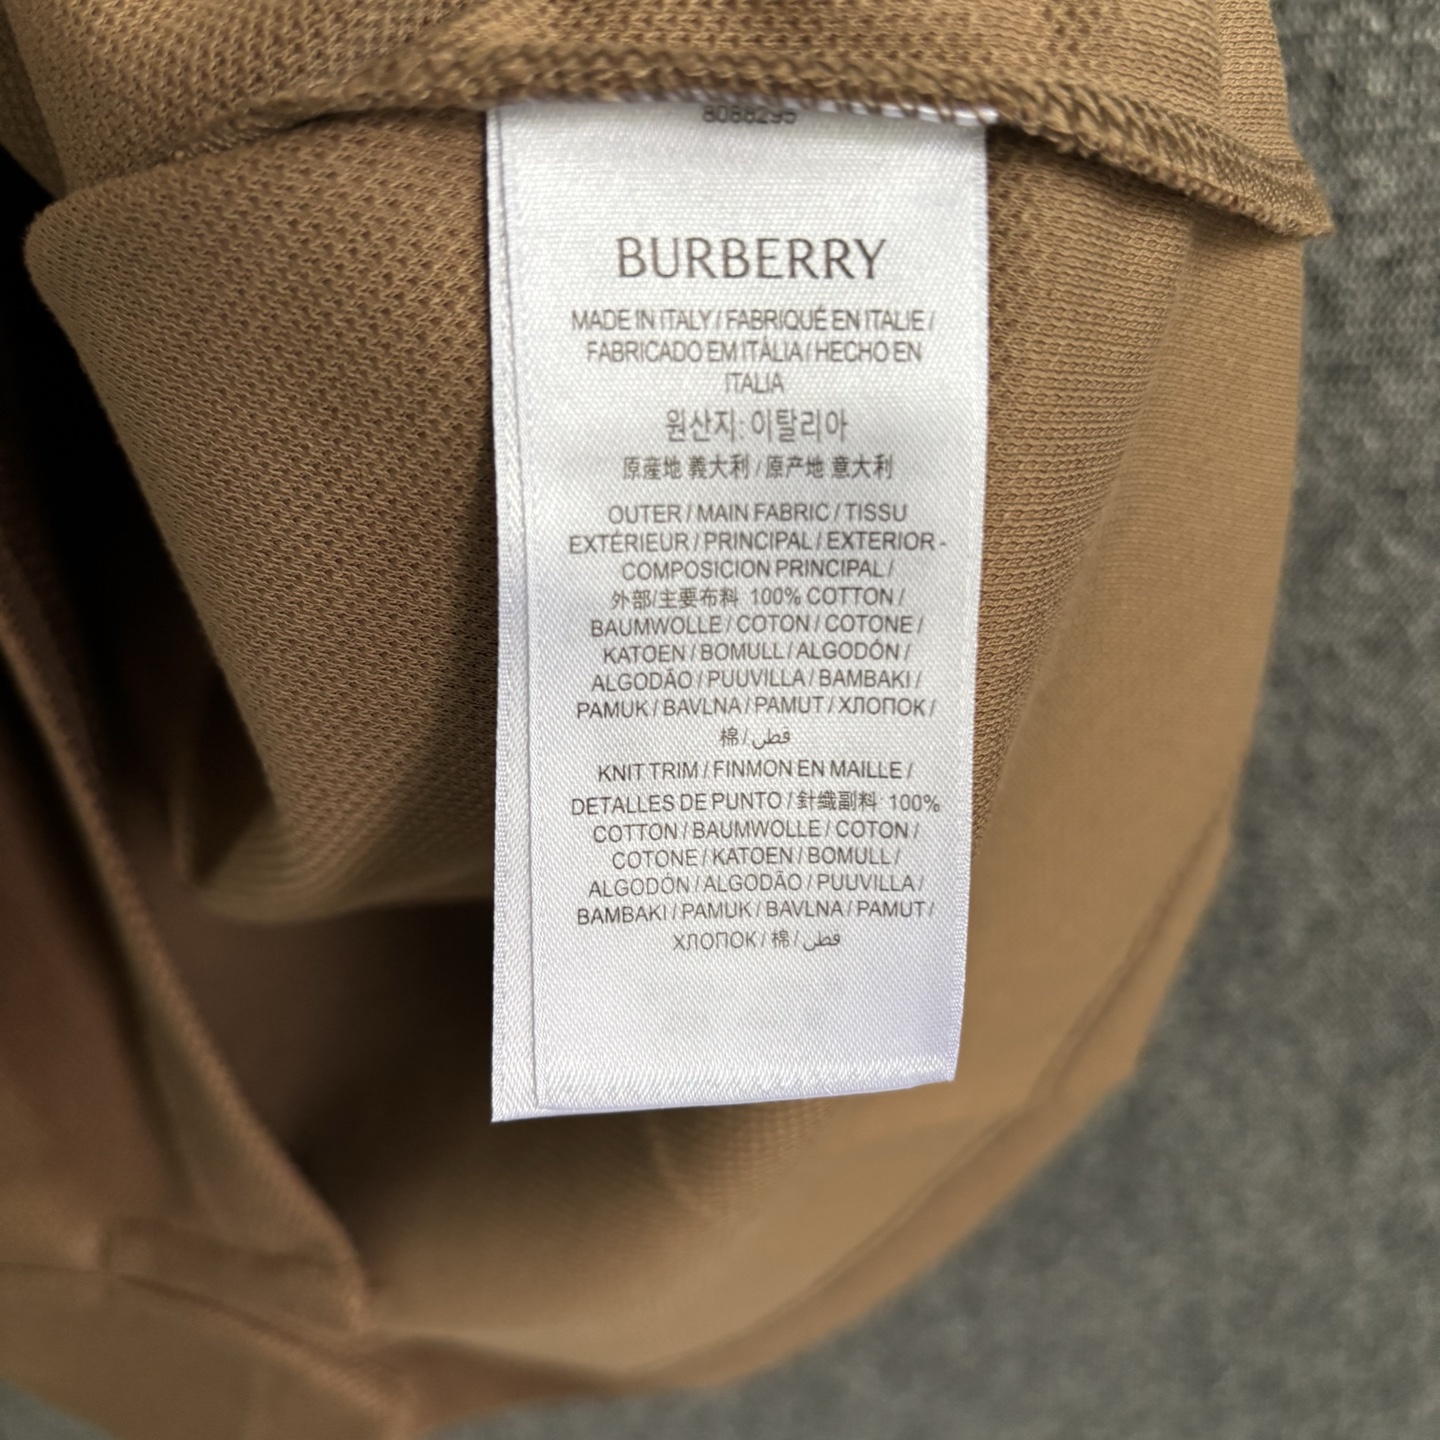 8088295
BURBERRY
MADE IN ITALY / FABRIQUÉ EN ITALIE /
FABRICADO EM ITÁLIA / HECHO EN
ITALIA
원산지: 이탈리아
原産地 義大利 / 原产地 意大利
OUTER / MAIN FABRIC / TISSU
EXTÉRIEUR / PRINCIPAL / EXTERIOR -
COMPOSICION PRINCIPAL /
外部/主要布料 100% COTTON /
BAUMWOLLE / COTON / COTONE /
KATOEN / BOMULL / ALGODÓN /
ALGODÃO / PUUVILLA / BAMBAKI /
PAMUK / BAVLNA / PAMUT / ХЛОПОК /
棉 / قطن
KNIT TRIM / FINMON EN MAILLE /
DETALLES DE PUNTO / 針織副料 100%
COTTON / BAUMWOLLE / COTON /
COTONE / KATOEN / BOMULL /
ALGODÓN / ALGODÃO / PUUVILLA /
BAMBAKI / PAMUK / BAVLNA / PAMUT /
ХЛОПОК / 棉 / قطن